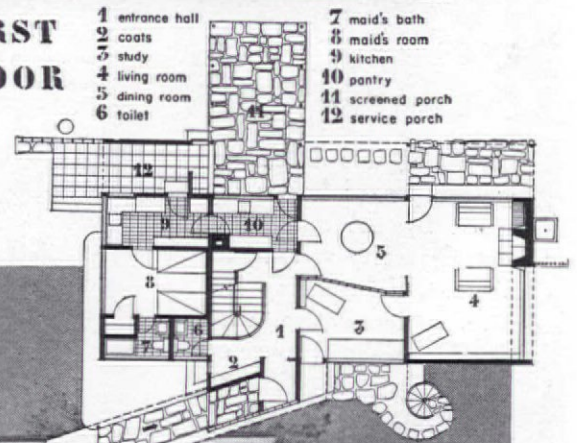 RST
OOR
1 entrance hall
2 coats
3 study
4 living room
5 dining room
6 toilet
7 maid's bath
8 maid's room
9 kitchen
10 pantry
11 screened porch
12 service porch
11
12
9
10
5
8
4
7
6
1
3
2